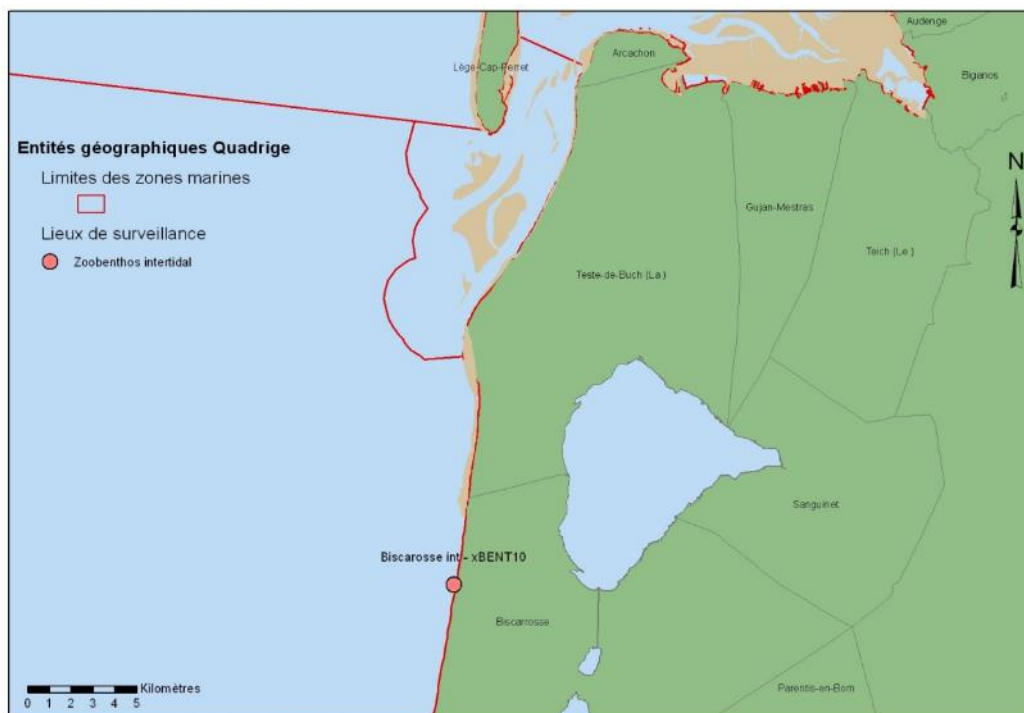 Audenge
Arcachon
Lège-Cap-Ferret
Biganos
Entités géographiques Quadrige
Limites des zones marines
N
Gujan-Mestras
Lieux de surveillance
Zoobenthos intertidal
Teich (Le )
Teste-de-Buch (La )
Sanguinet
Biscarosse int - xBENT10
Biscarrosse
Kilomètres
Parentis-en-Born
0 1 2 3 4 5